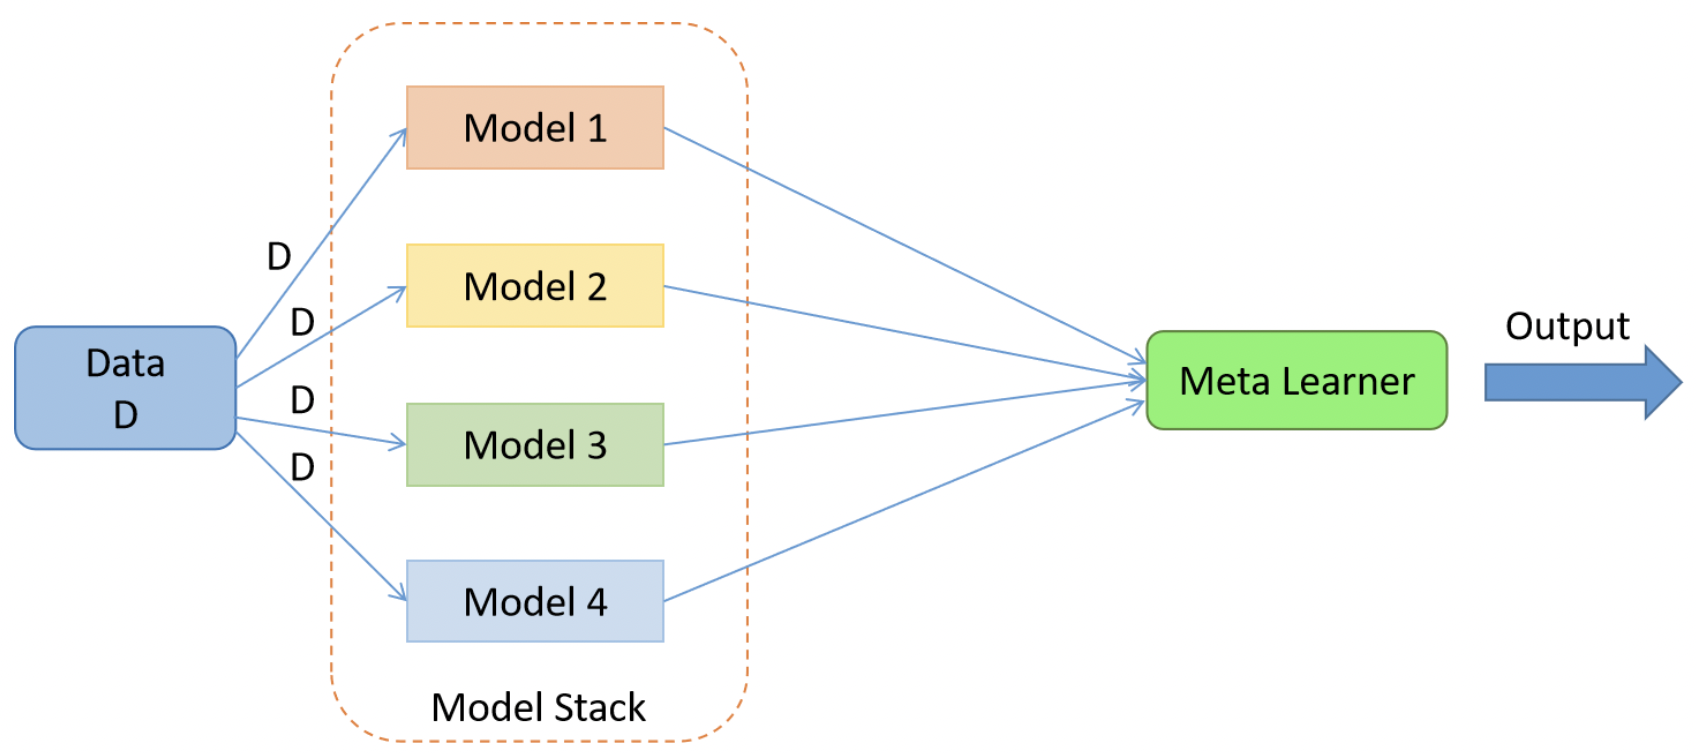 Data
D
D
D
D
D
Model 1
Model 2
Model 3
Model 4
Model Stack
Meta Learner
Output